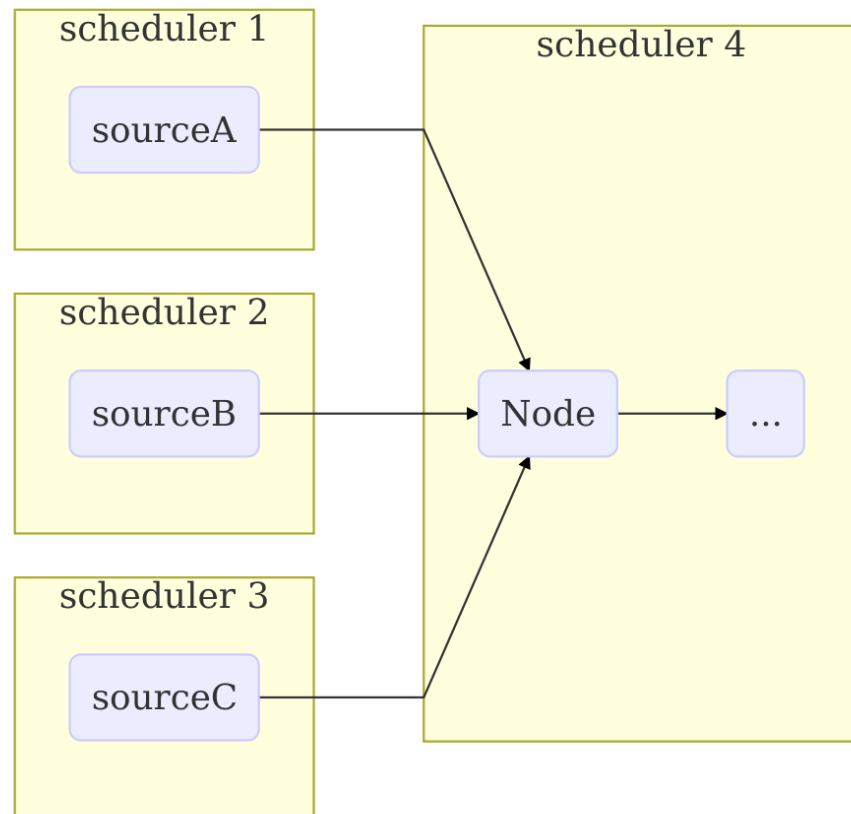 scheduler 1
sourceA
scheduler 2
sourceB
scheduler 3
sourceC
scheduler 4
Node
...